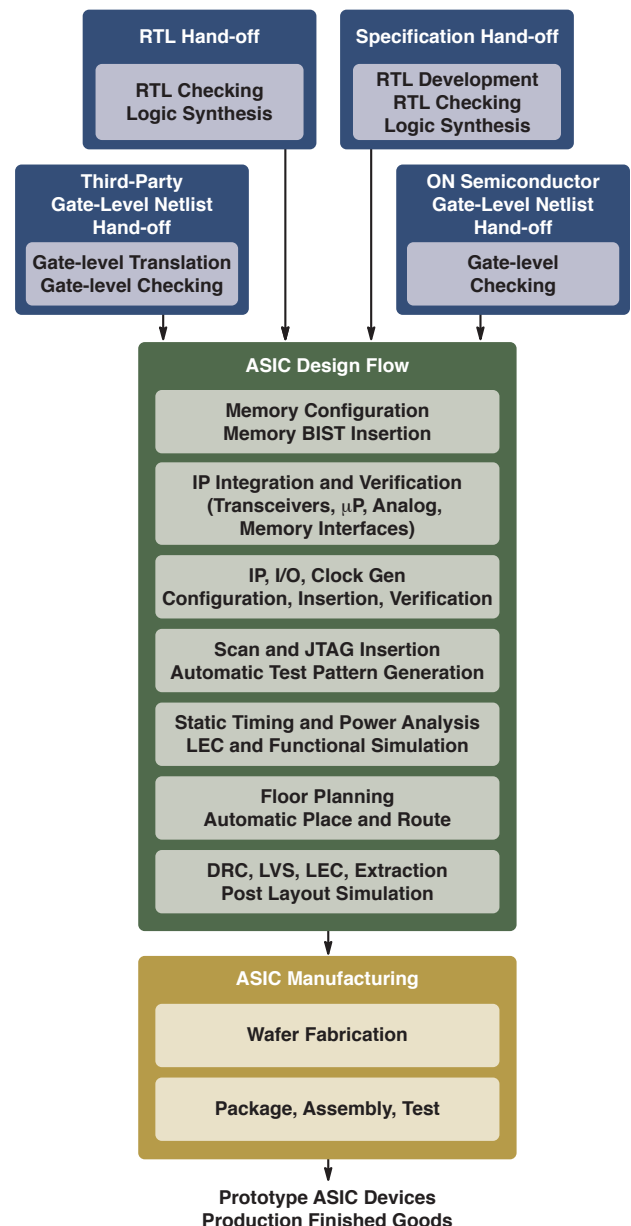 RTL Hand-off
RTL Checking
Logic Synthesis
Specification Hand-off
RTL Development
RTL Checking
Logic Synthesis
Third-Party
Gate-Level Netlist
Hand-off
Gate-level Translation
Gate-level Checking
ON Semiconductor
Gate-Level Netlist
Hand-off
Gate-level
Checking
ASIC Design Flow
Memory Configuration
Memory BIST Insertion
IP Integration and Verification
(Transceivers, μP, Analog,
Memory Interfaces)
IP, I/O, Clock Gen
Configuration, Insertion, Verification
Scan and JTAG Insertion
Automatic Test Pattern Generation
Static Timing and Power Analysis
LEC and Functional Simulation
Floor Planning
Automatic Place and Route
DRC, LVS, LEC, Extraction
Post Layout Simulation
ASIC Manufacturing
Wafer Fabrication
Package, Assembly, Test
Prototype ASIC Devices
Production Finished Goods